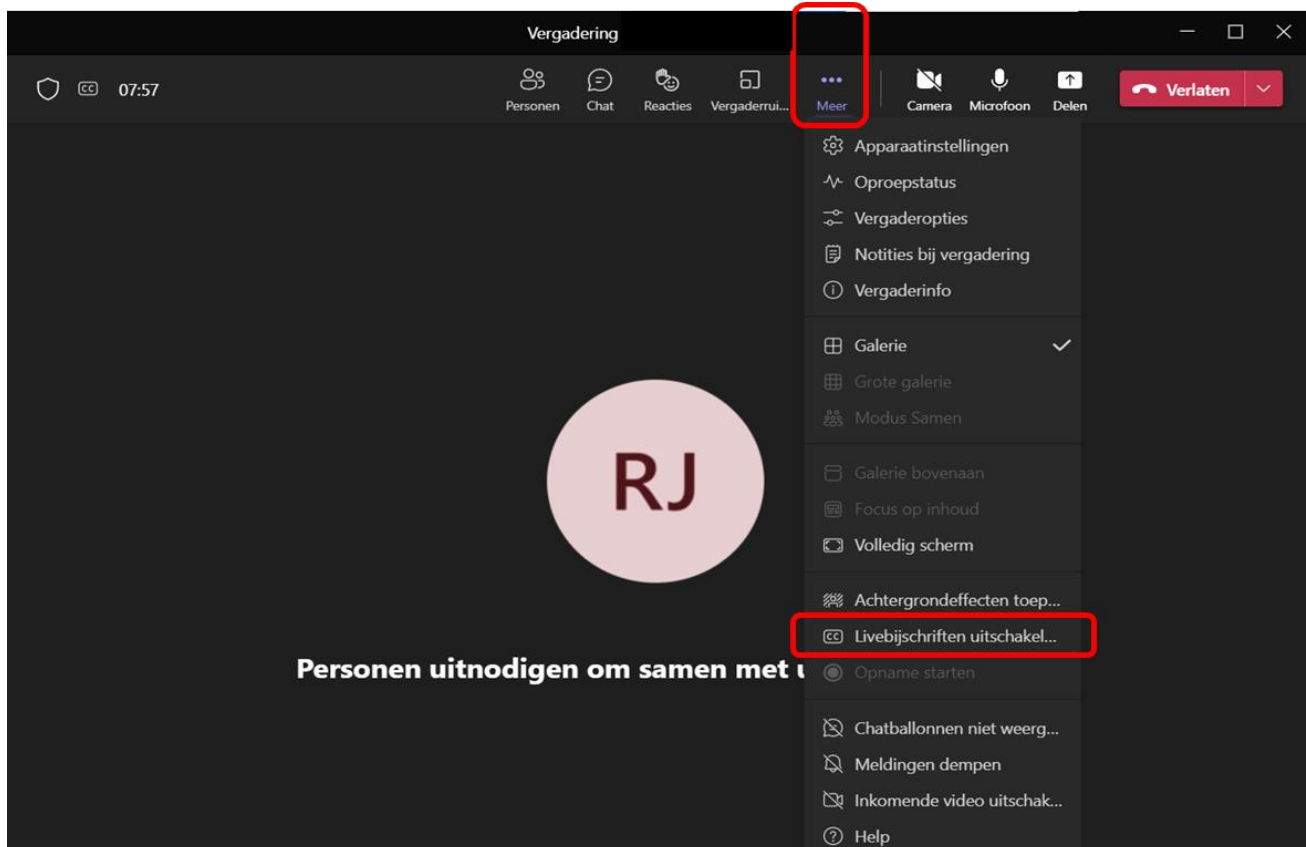 Vergadering
CC 07:57
Personen Chat Reacties Vergaderrui... Meer Camera Microfoon Delen Verlaten
Apparaatinstellingen
Oproepstatus
Vergaderopties
Notities bij vergadering
Vergaderinfo
Galerie
Grote galerie
Modus Samen
RJ
Galerie bovenaan
Focus op inhoud
Volledig scherm
Achtergrondeffecten toep...
CC Livebijschriften uitschakel...
Personen uitnodigen om samen met u
Opname starten
Chatballonnen niet weerg...
Meldingen dempen
Inkomende video uitschak...
Help